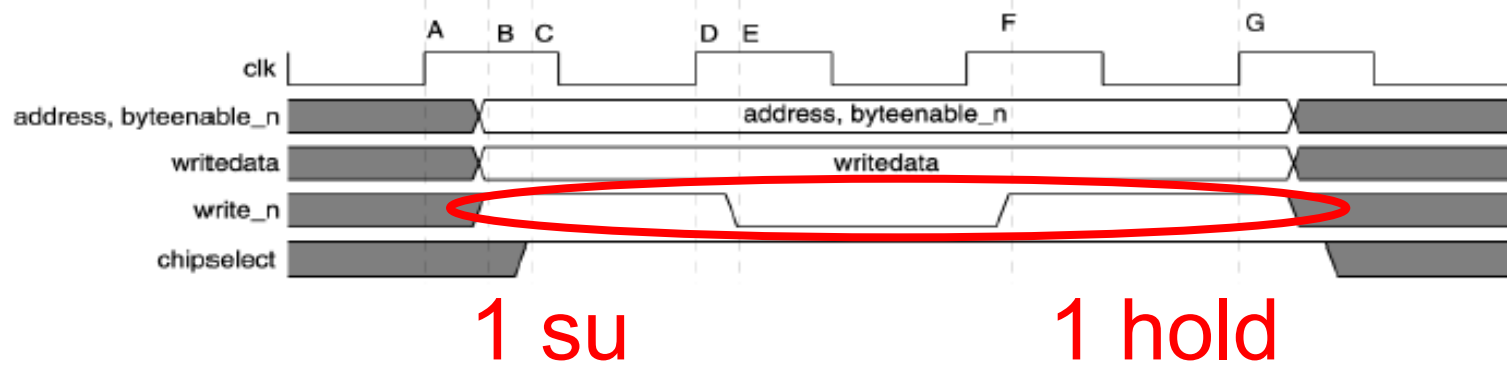 A B C D E F G
clk
address, byteenable_n address, byteenable_n
writedata writedata
write_n
chipselect
1 su 1 hold